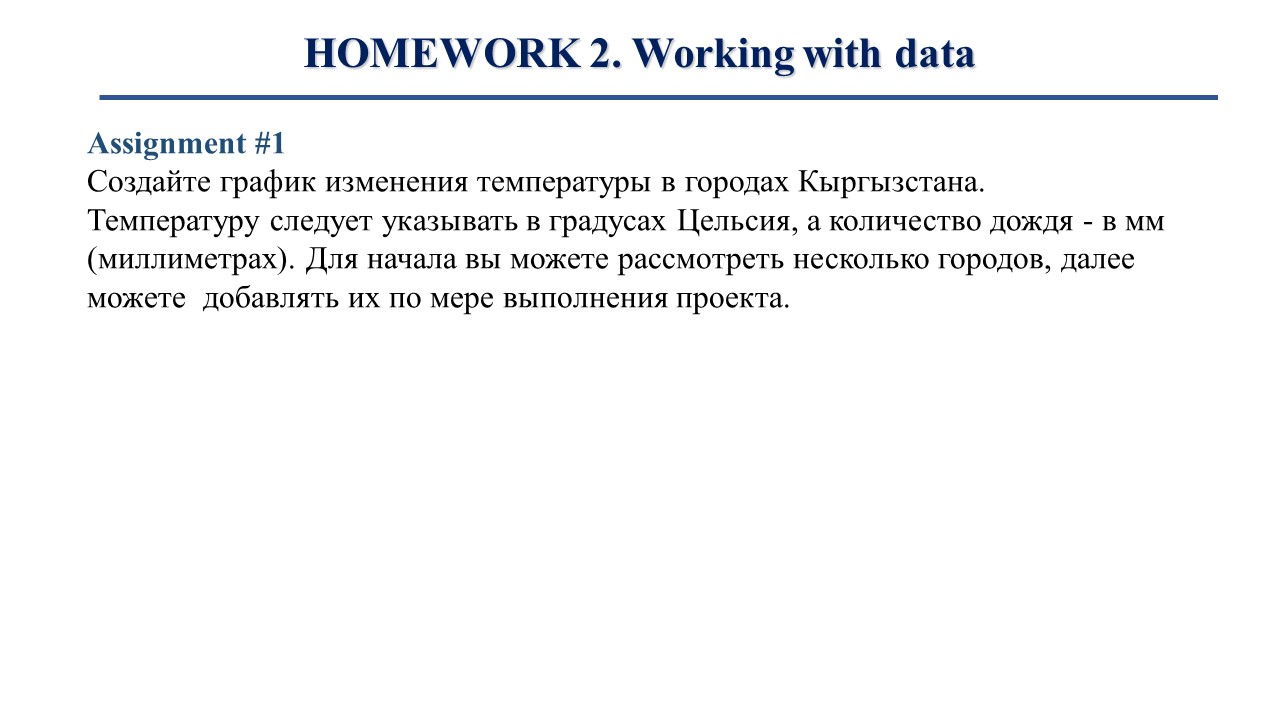 HOMEWORK 2. Working with data
Assignment #1
Создайте график изменения температуры в городах Кыргызстана.
Температуру следует указывать в градусах Цельсия, а количество дождя - в мм
(миллиметрах). Для начала вы можете рассмотреть несколько городов, далее
можете  добавлять их по мере выполнения проекта.